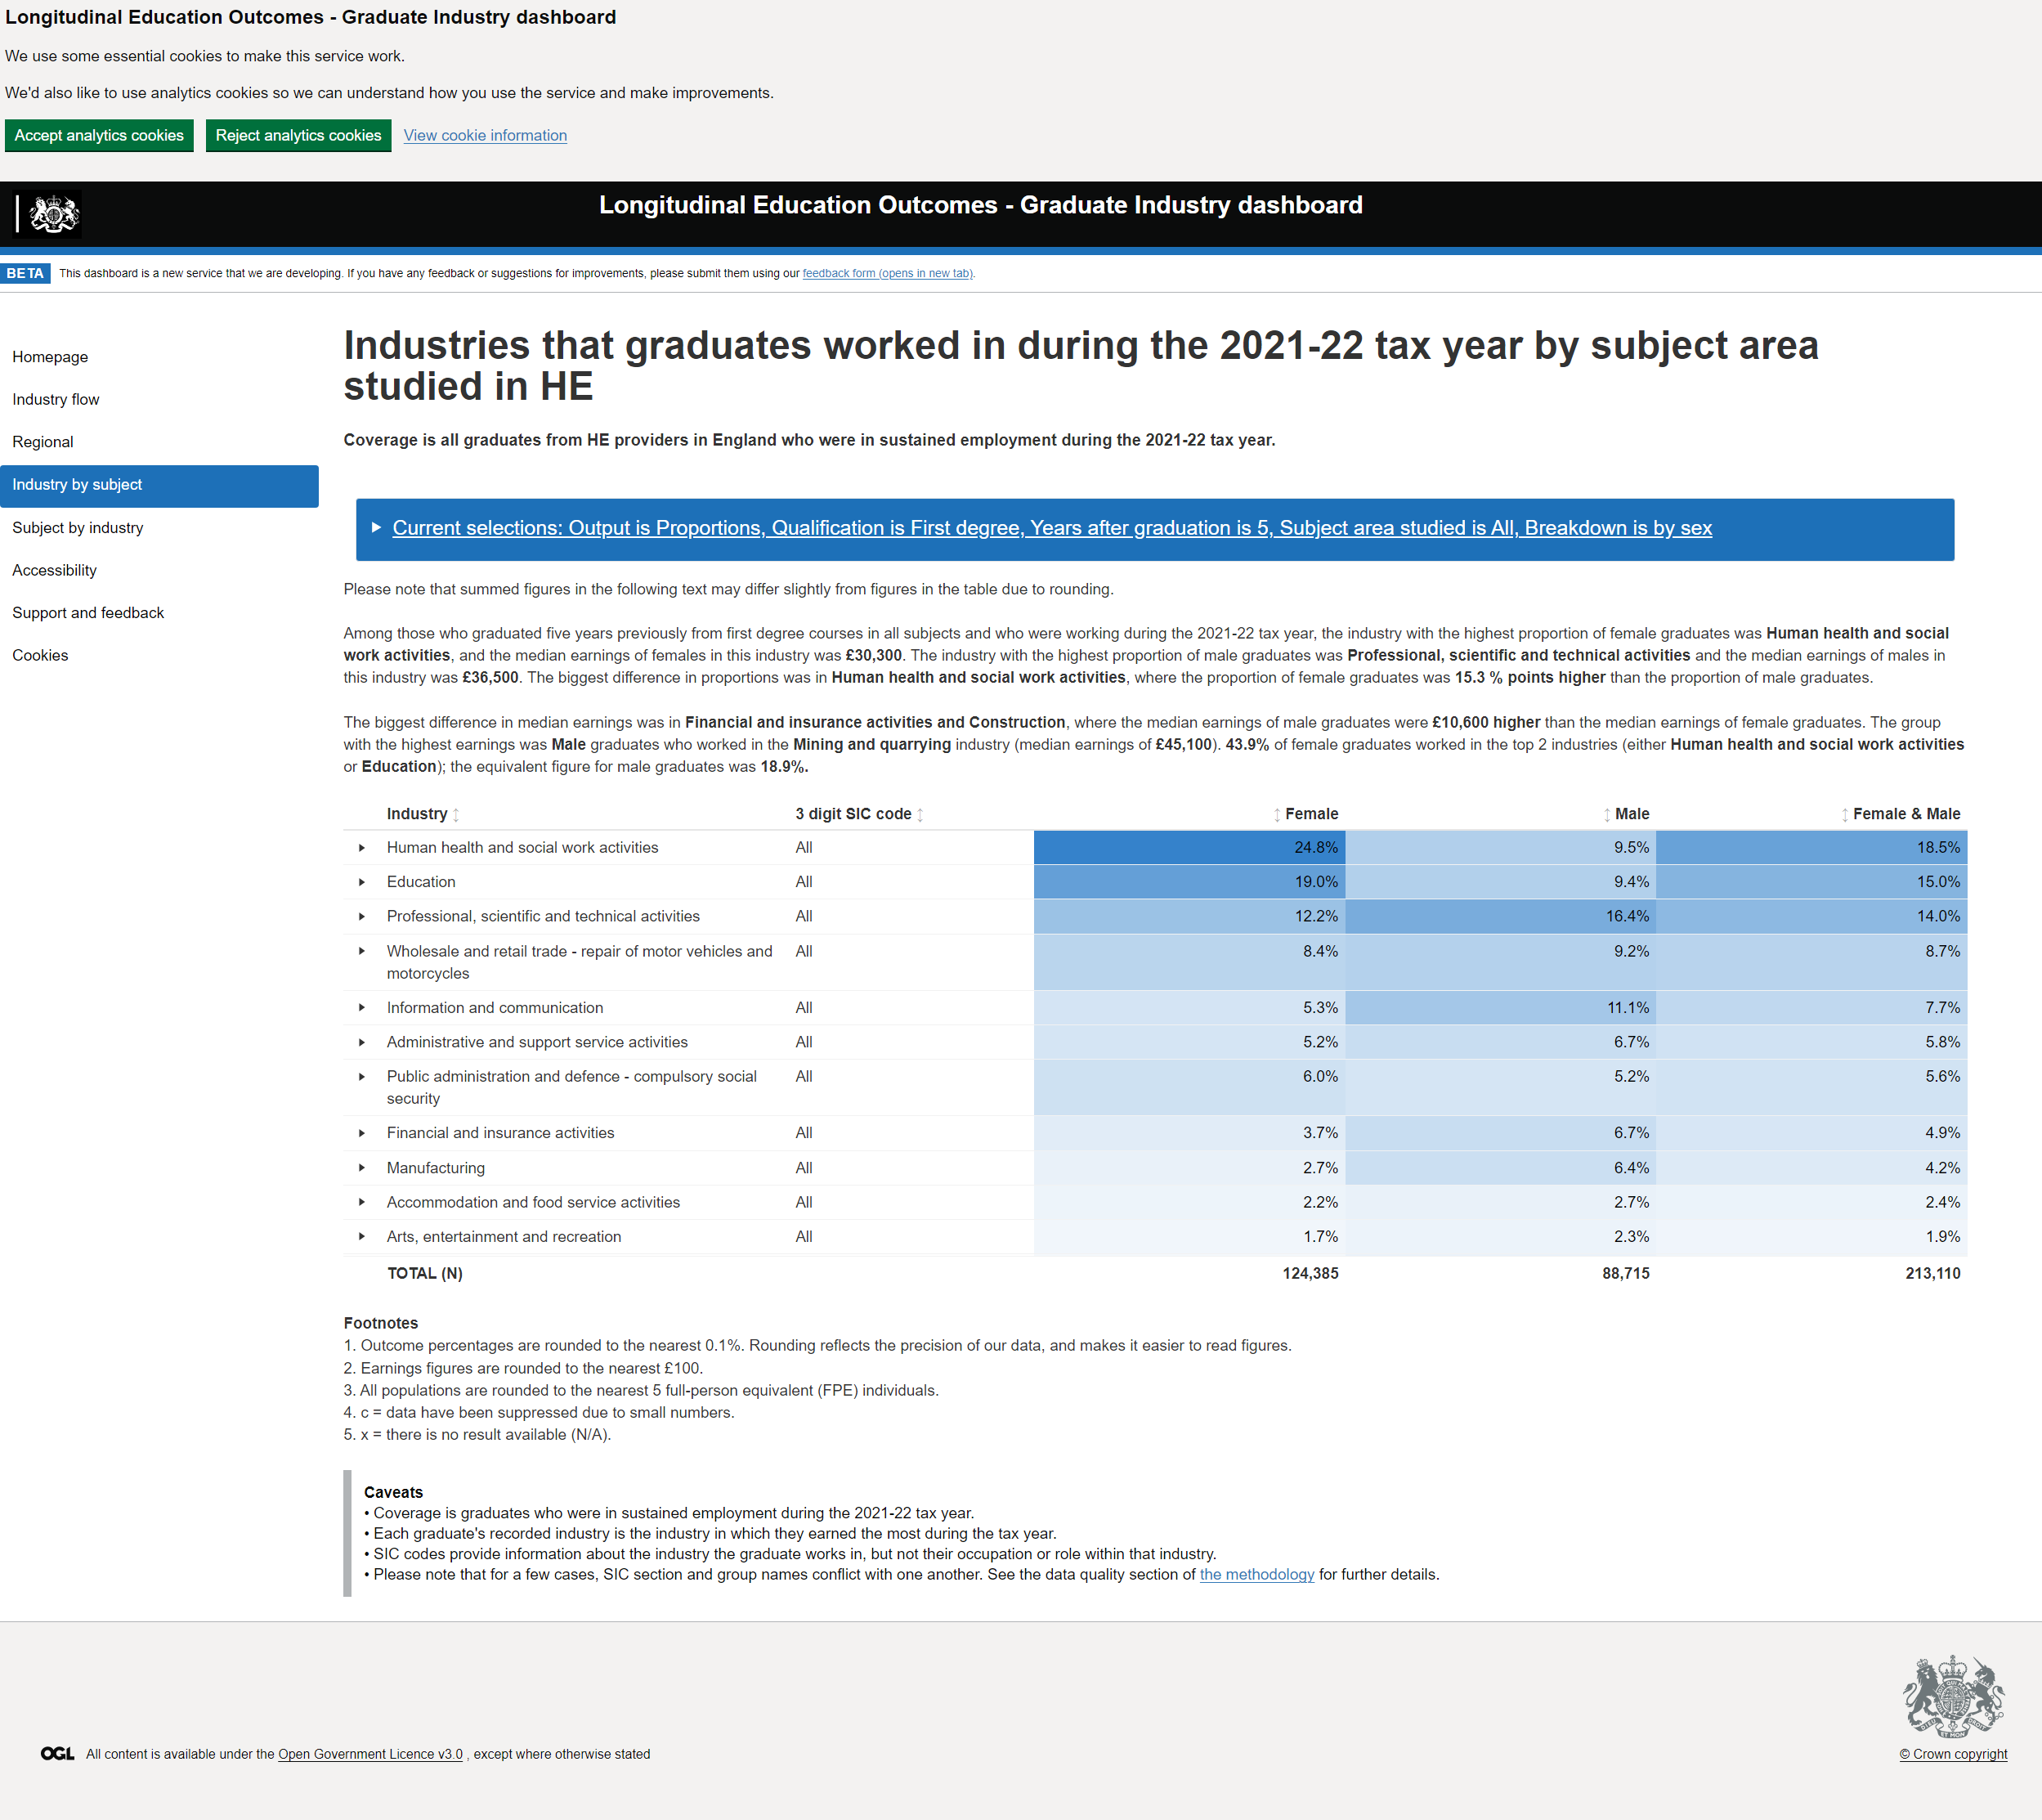 Longitudinal Education Outcomes - Graduate Industry dashboard
We use some essential cookies to make this service work.
We'd also like to use analytics cookies so we can understand how you use the service and make improvements.
Accept analytics cookies Reject analytics cookies View cookie information
Longitudinal Education Outcomes - Graduate Industry dashboard
BETA This dashboard is a new service that we are developing. If you have any feedback or suggestions for improvements, please submit them using our feedback form (opens in new tab).
Homepage
Industry flow
Regional
Industry by subject
Subject by industry
Accessibility
Support and feedback
Cookies
Industries that graduates worked in during the 2021-22 tax year by subject area
studied in HE
Coverage is all graduates from HE providers in England who were in sustained employment during the 2021-22 tax year.
Current selections: Output is Proportions, Qualification is First degree, Years after graduation is 5, Subject area studied is All, Breakdown is by sex
Please note that summed figures in the following text may differ slightly from figures in the table due to rounding.
Among those who graduated five years previously from first degree courses in all subjects and who were working during the 2021-22 tax year, the industry with the highest proportion of female graduates was Human health and social
work activities, and the median earnings of females in this industry was £30,300. The industry with the highest proportion of male graduates was Professional, scientific and technical activities and the median earnings of males in
this industry was £36,500. The biggest difference in proportions was in Human health and social work activities, where the proportion of female graduates was 15.3 % points higher than the proportion of male graduates.
The biggest difference in median earnings was in Financial and insurance activities and Construction, where the median earnings of male graduates were £10,600 higher than the median earnings of female graduates. The group
with the highest earnings was Male graduates who worked in the Mining and quarrying industry (median earnings of £45,100). 43.9% of female graduates worked in the top 2 industries (either Human health and social work activities
or Education); the equivalent figure for male graduates was 18.9%.
Industry 3 digit SIC code Female Male Female & Male
Human health and social work activities All 24.8% 9.5% 18.5%
Education All 19.0% 9.4% 15.0%
Professional, scientific and technical activities All 12.2% 16.4% 14.0%
Wholesale and retail trade - repair of motor vehicles and All 8.4% 9.2% 8.7%
motorcycles
Information and communication All 5.3% 11.1% 7.7%
Administrative and support service activities All 5.2% 6.7% 5.8%
Public administration and defence - compulsory social All 6.0% 5.2% 5.6%
security
Financial and insurance activities All 3.7% 6.7% 4.9%
Manufacturing All 2.7% 6.4% 4.2%
Accommodation and food service activities All 2.2% 2.7% 2.4%
Arts, entertainment and recreation All 1.7% 2.3% 1.9%
TOTAL (N) 124,385 88,715 213,110
Footnotes
1. Outcome percentages are rounded to the nearest 0.1%. Rounding reflects the precision of our data, and makes it easier to read figures.
2. Earnings figures are rounded to the nearest £100.
3. All populations are rounded to the nearest 5 full-person equivalent (FPE) individuals.
4. c = data have been suppressed due to small numbers.
5. x = there is no result available (N/A).
Caveats
• Coverage is graduates who were in sustained employment during the 2021-22 tax year.
• Each graduate's recorded industry is the industry in which they earned the most during the tax year.
• SIC codes provide information about the industry the graduate works in, but not their occupation or role within that industry.
• Please note that for a few cases, SIC section and group names conflict with one another. See the data quality section of the methodology for further details.
OGL All content is available under the Open Government Licence v3.0 , except where otherwise stated
© Crown copyright